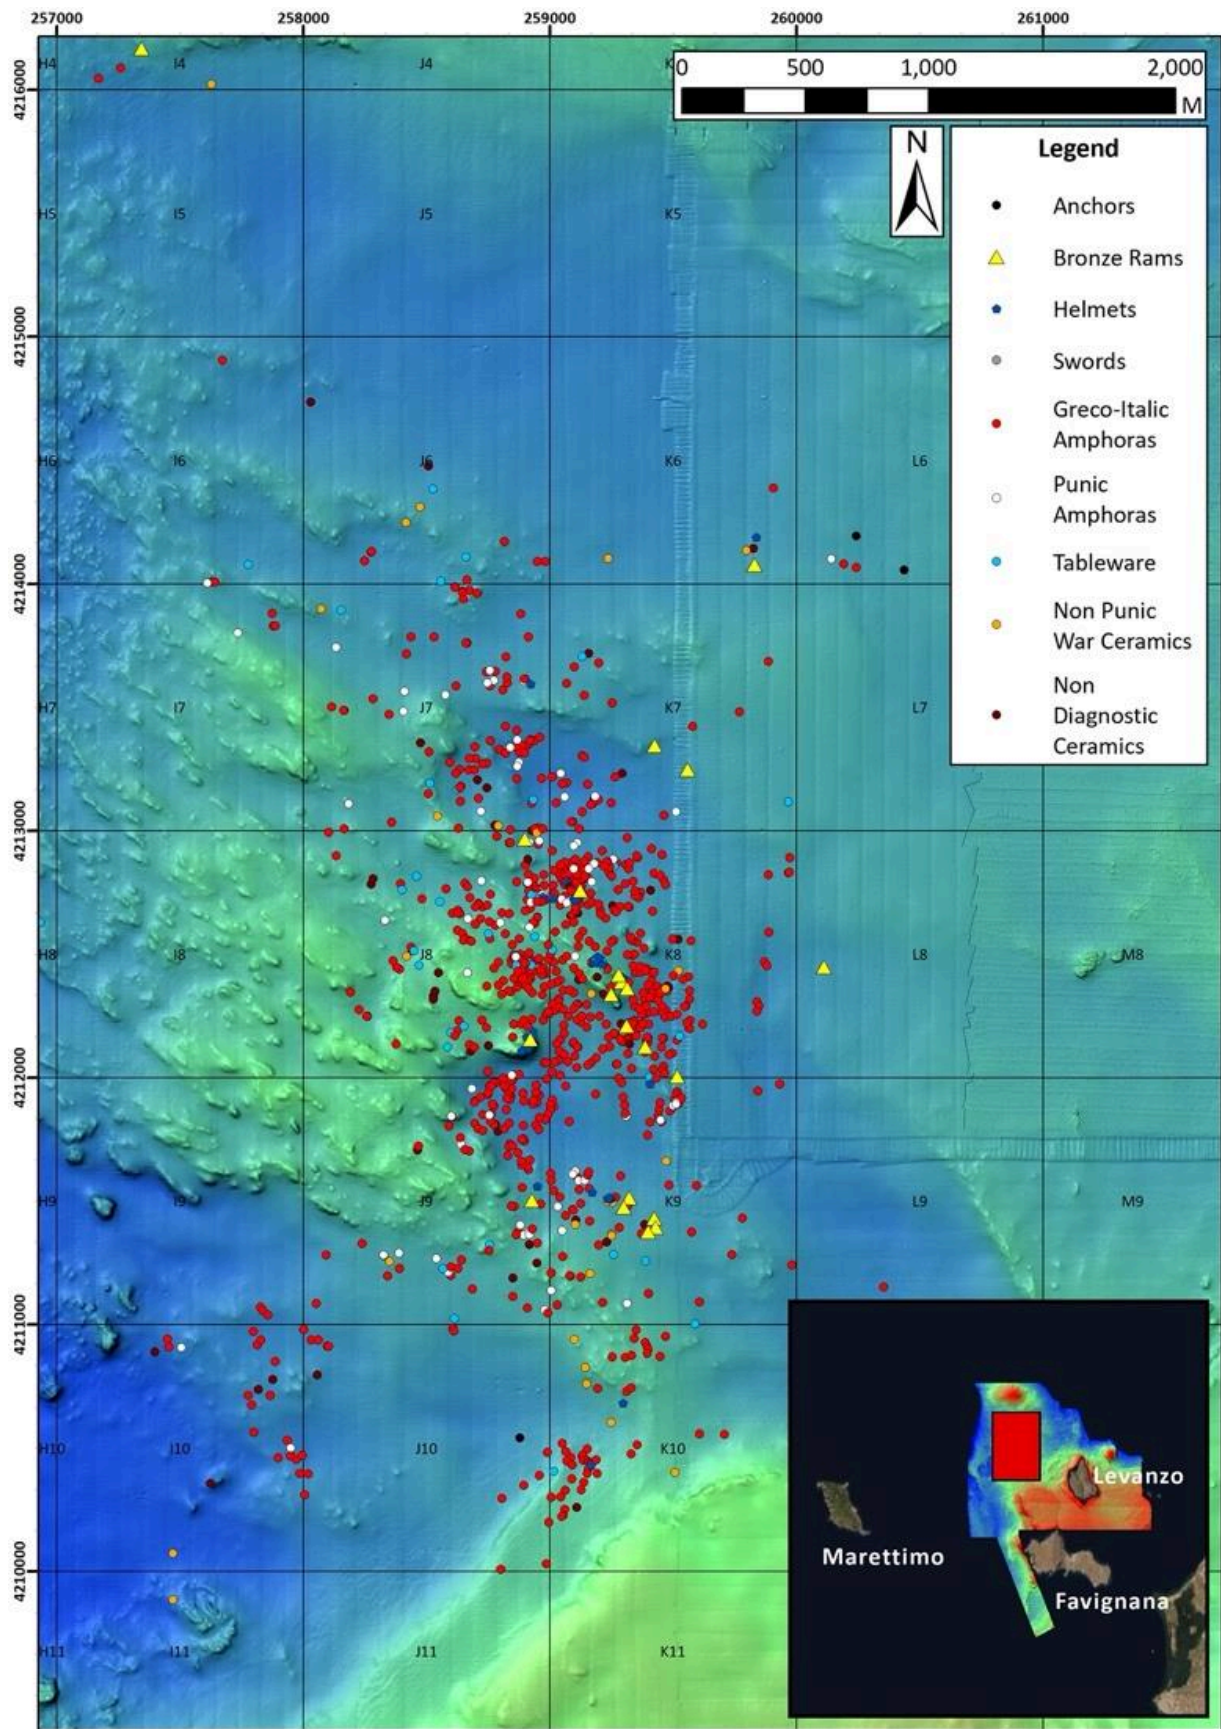 257000 258000 259000 260000 261000
H4 I4 J4 K
0 500 1,000 2,000
M
4216000
N
Legend
Anchors
Bronze Rams
Helmets
Swords
Greco-Italic
Amphoras
Punic
Amphoras
Tableware
Non Punic
War Ceramics
Non
Diagnostic
Ceramics
H5 I5 J5 K5
4215000
H6 I6 J6 K6 L6
4214000
H7 I7 J7 K7 L7
4213000
H8 I8 J8 K8 L8 M8
4212000
H9 I9 J9 K9 L9 M9
4211000
H10 I10 J10 K10
4210000
H11 I11 J11 K11
Levanzo
Marettimo
Favignana